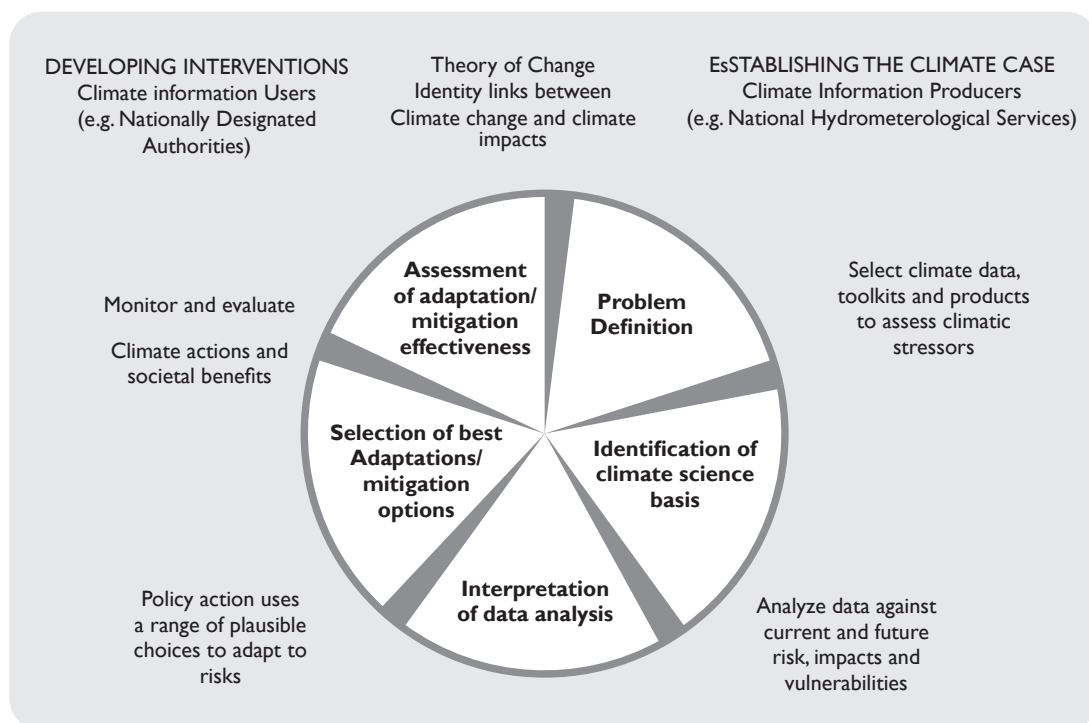 DEVELOPING INTERVENTIONS
Climate information Users
(e.g. Nationally Designated
Authorities)
Theory of Change
Identity links between
Climate change and climate
impacts
EsSTABLISHING THE CLIMATE CASE
Climate Information Producers
(e.g. National Hydrometerological Services)
Assessment
of adaptation/
mitigation
effectiveness
Problem
Definition
Monitor and evaluate
Climate actions and
societal benefits
Select climate data,
toolkits and products
to assess climatic
stressors
Selection of best
Adaptations/
mitigation
options
Identification of
climate science
basis
Interpretation
of data analysis
Policy action uses
a range of plausible
choices to adapt to
risks
Analyze data against
current and future
risk, impacts and
vulnerabilities